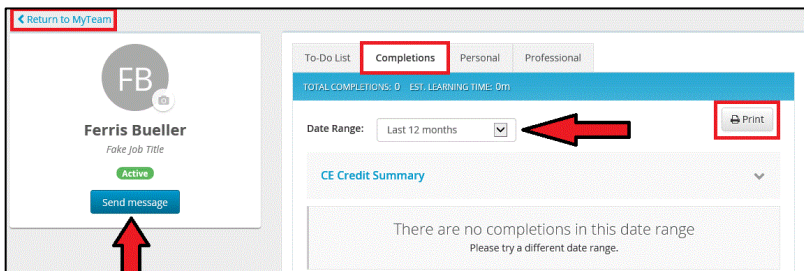 Return to MyTeam
FB
Ferris Bueller
Fake Job Title
Active
Send message
To-Do List Completions Personal Professional
TOTAL COMPLETIONS: 0 EST. LEARNING TIME: 0m
Date Range: Last 12 months
Print
CE Credit Summary
There are no completions in this date range
Please try a different date range.